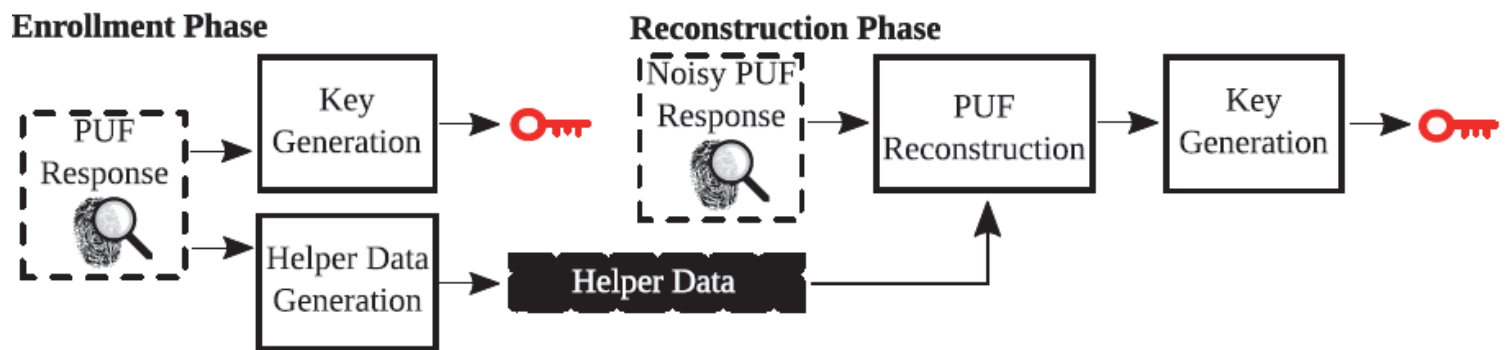 Enrollment Phase
PUF
Response
Key
Generation
Helper Data
Generation
Helper Data
Reconstruction Phase
Noisy PUF
Response
PUF
Reconstruction
Key
Generation